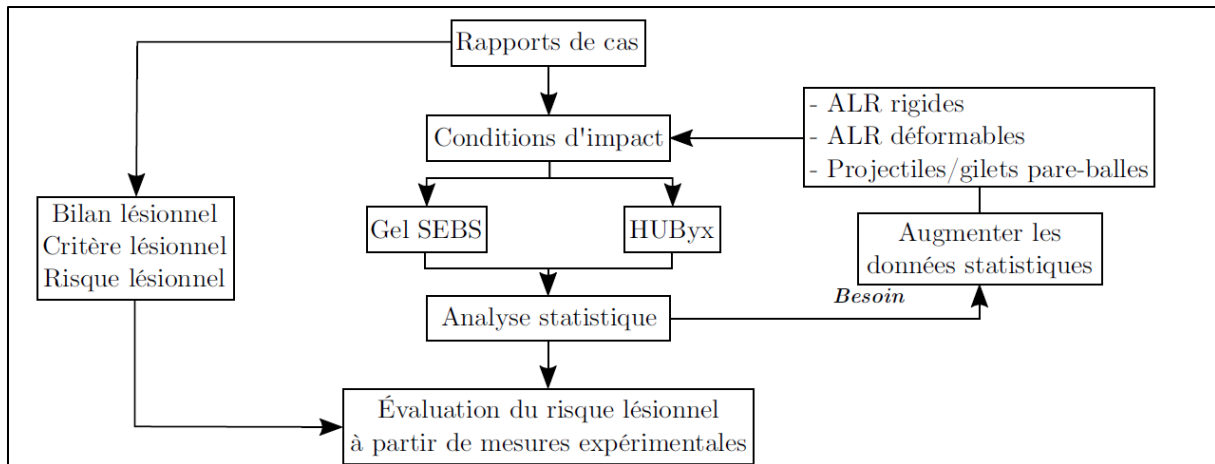 Rapports de cas
Conditions d'impact
- ALR rigides
- ALR déformables
- Projectiles/gilets pare-balles
Bilan lésionnel
Critère lésionnel
Risque lésionnel
Gel SEBS
HUByx
Augmenter les
données statistiques
Besoin
Analyse statistique
Évaluation du risque lésionnel
à partir de mesures expérimentales